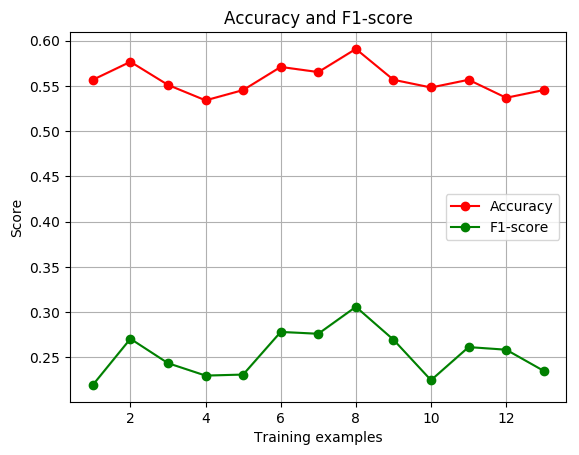 Accuracy and F1-score
0.60
0.55
0.50
0.45
0.40
0.35
0.30
0.25
Score
Accuracy
F1-score
2 4 6 8 10 12
Training examples